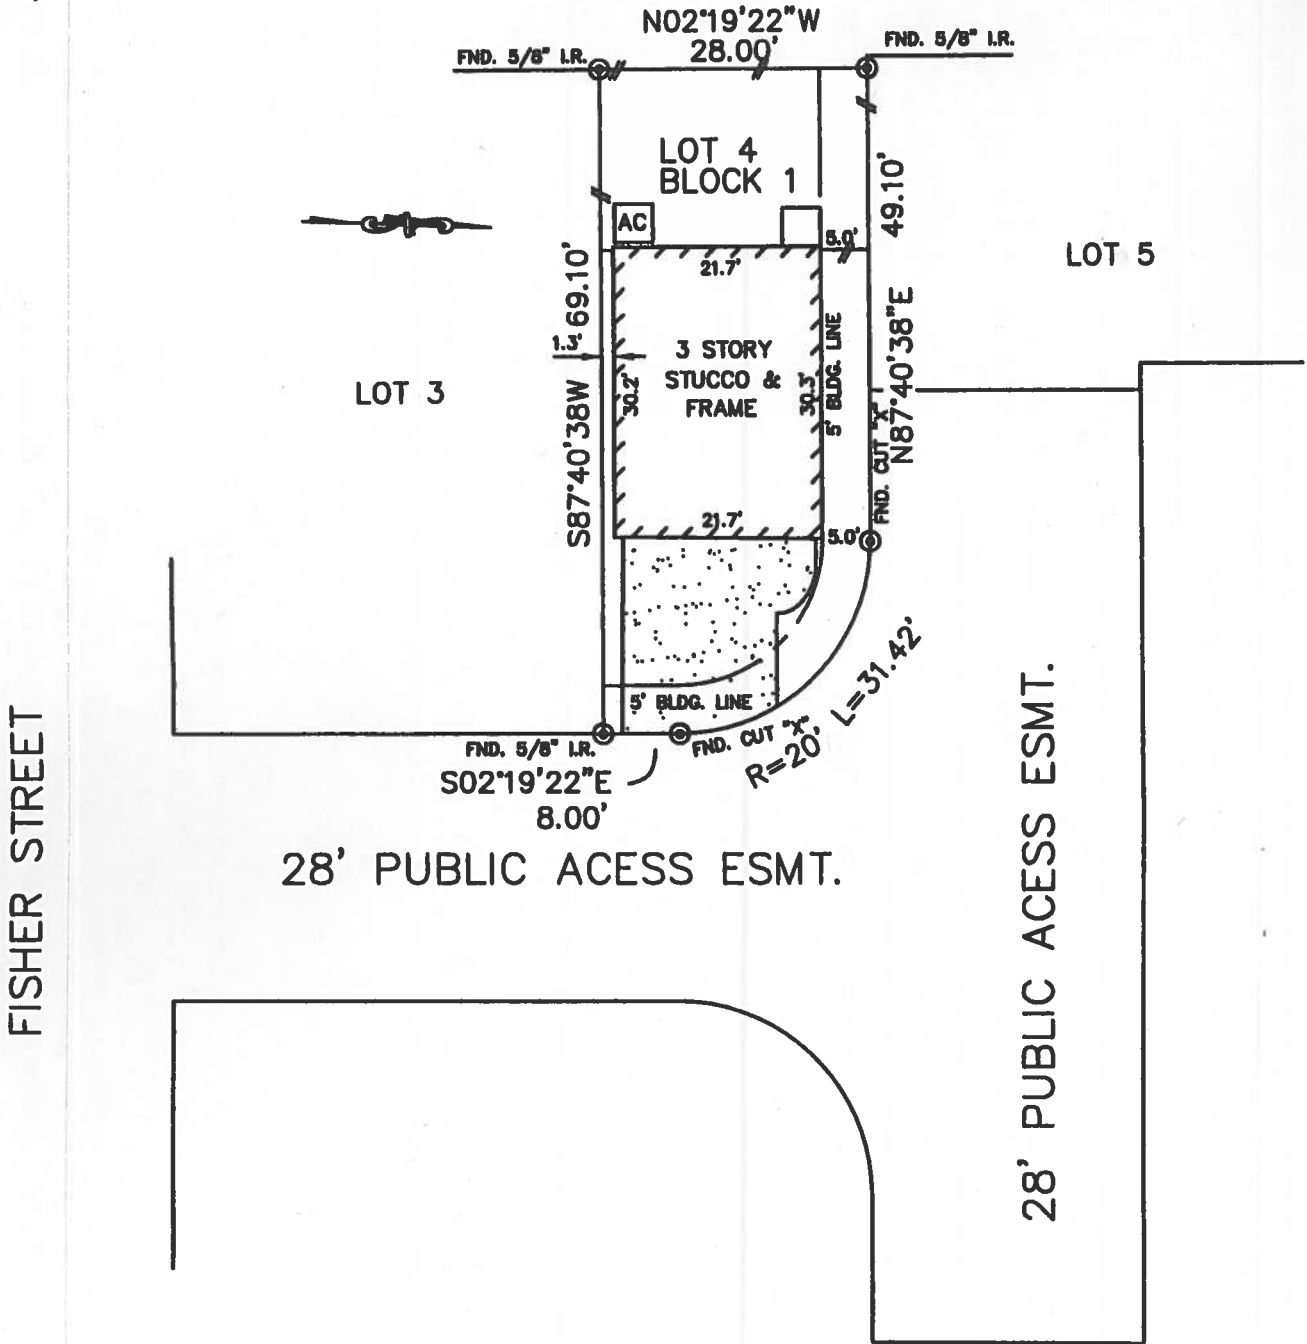 N02°19'22"W
28.00'
FND. 5/8" I.R.
FND. 5/8" I.R.
LOT 4
BLOCK 1
49.10'
AC
5.0'
LOT 5
21.7'
S87°40'38W 69.10'
1.3'
3 STORY
STUCCO &
FRAME
30.2'
30.3'
5' BLDG. LINE
N87°40'38"E
LOT 3
FND. CUT "X"
21.7'
5.0'
5' BLDG. LINE
FND. 5/8" I.R.
FND. CUT "X"
R=20' L=31.42'
S02°19'22"E
8.00'
28' PUBLIC ACESS ESMT.
28' PUBLIC ACESS ESMT.
FISHER STREET